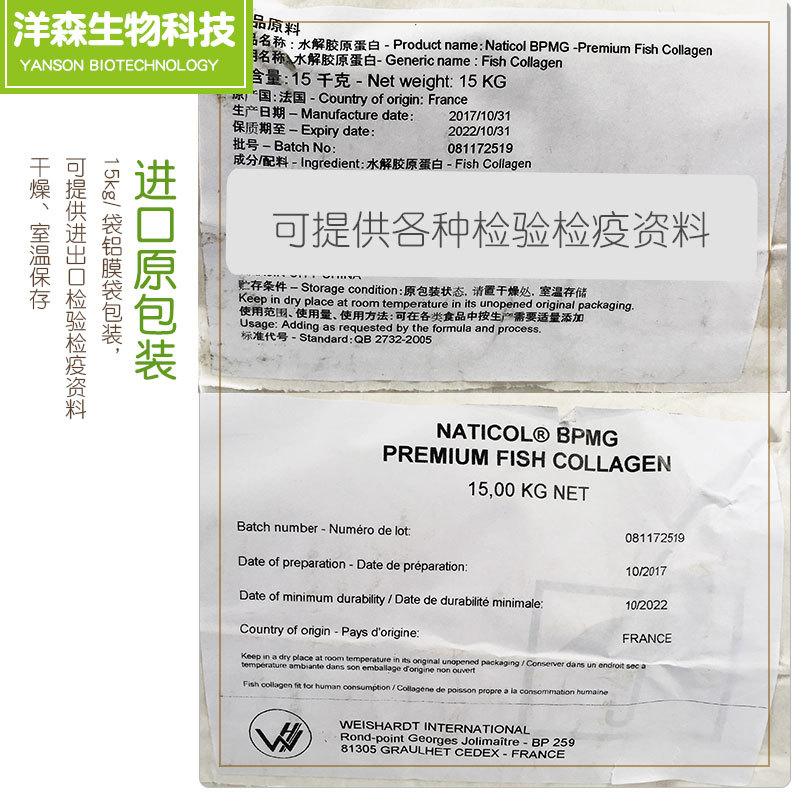 洋森生物科技
YANSON BIOTECHNOLOGY
进口原包装
15kg/袋铝膜袋包装，
可提供进出口检验检疫资料
干燥、室温保存
品原料
品名称：水解胶原蛋白 - Product name: Naticol BPMG -Premium Fish Collagen
用名称：水解胶原蛋白- Generic name : Fish Collagen
含量: 15 千克 - Net weight: 15 KG
原产国: 法国 - Country of origin: France
生产日期 – Manufacture date: 2017/10/31
保质期至 – Expiry date: 2022/10/31
批号 – Batch No: 081172519
成分/配料 - Ingredient: 水解胶原蛋白 - Fish Collagen
可提供各种检验检疫资料
贮存条件 – Storage condition: 原包装状态, 请置干燥处, 室温存储
Keep in dry place at room temperature in its unopened original packaging.
使用范围、使用量、使用方法: 可在各类食品中按生产需要适量添加
Usage: Adding as requested by the formula and process.
标准代号 - Standard: QB 2732-2005
NATICOL® BPMG
PREMIUM FISH COLLAGEN
15,00 KG NET
Batch number - Numéro de lot: 081172519
Date of preparation - Date de préparation: 10/2017
Date of minimum durability / Date de durabilité minimale: 10/2022
Country of origin - Pays d'origine: FRANCE
Keep in a dry place at room temperature in its original unopened packaging / Conserver dans un endroit sec à
température ambiante dans son emballage d'origine non ouvert
Fish collagen fit for human consumption / Collagène de poisson propre à la consommation humaine
WEISHARDT INTERNATIONAL
Rond-point Georges Jolimaître - BP 259
81305 GRAULHET CEDEX - FRANCE